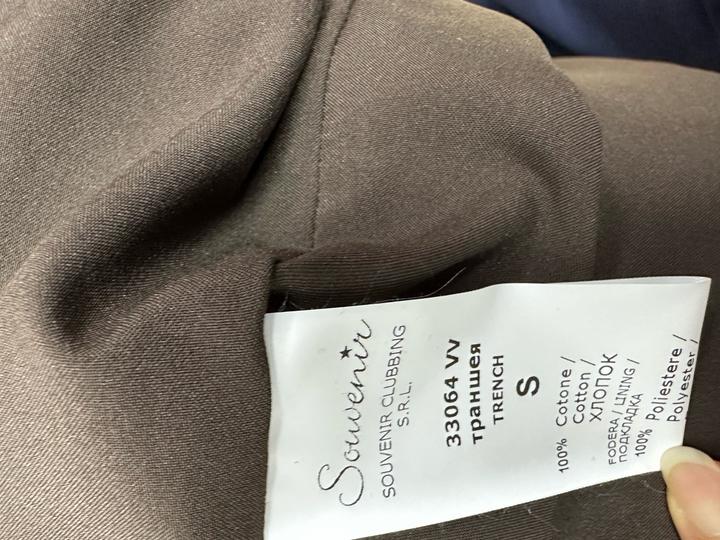 Souvenir
SOUVENIR CLUBBING
S.R.L.
33064 VV
траншея
TRENCH
S
100% Cotone /
Cotton /
ХЛОПОК
FODERA / LINING /
ПОДКЛАДКА
100% Poliestere /
Polyester /